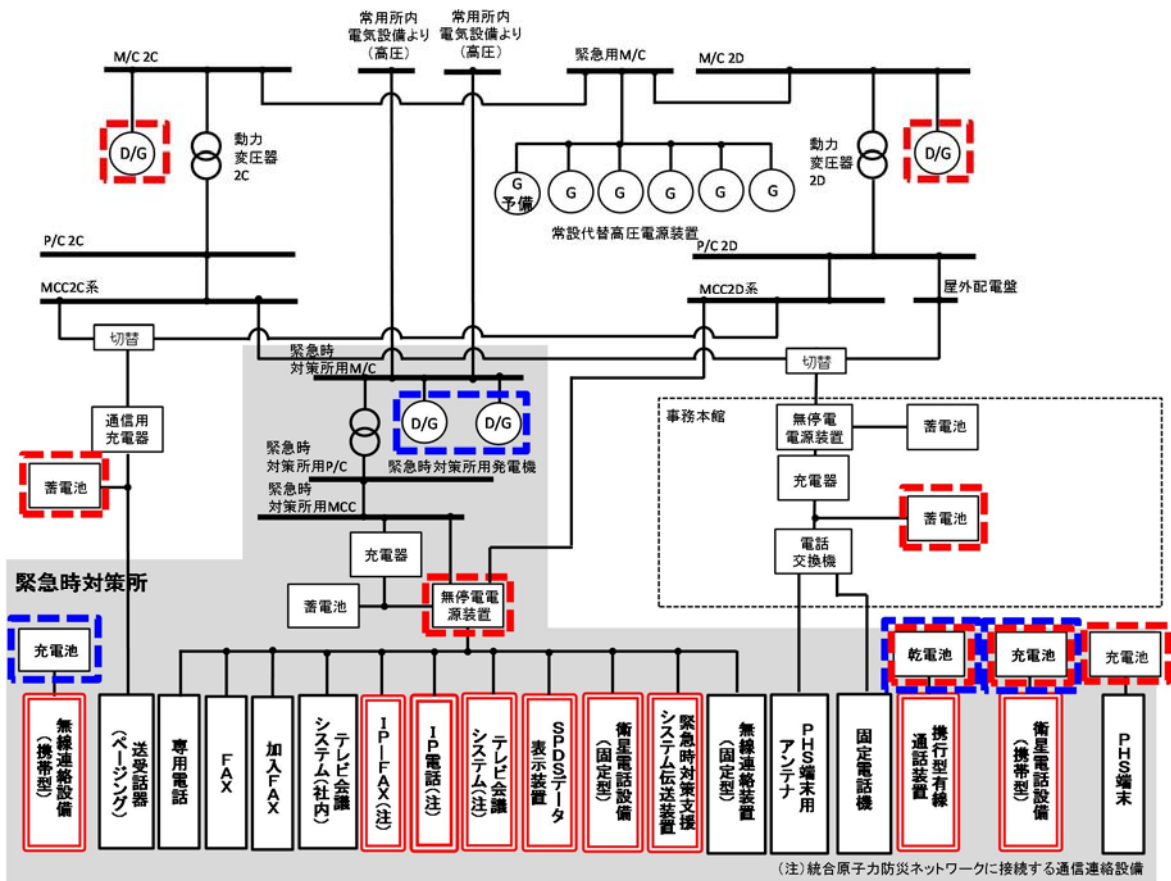 常用所内
電気設備より
(高圧)
常用所内
電気設備より
(高圧)
M/C 2C
緊急用M/C
M/C 2D
D/G
動力
変圧器
2C
G
予備
G
G
G
G
G
常設代替高圧電源装置
動力
変圧器
2D
D/G
P/C 2C
P/C 2D
MCC2C系
MCC2D系
屋外配電盤
切替
緊急時
対策所用M/C
切替
事務本館
通信用
充電器
D/G
D/G
緊急時対策所用発電機
無停電
電源装置
蓄電池
緊急時
対策所用P/C
充電器
蓄電池
緊急時
対策所用MCC
蓄電池
電話
交換機
充電器
緊急時対策所
蓄電池
無停電電
源装置
充電池
乾電池
充電池
充電池
無線連絡設備
(携帯型)
送受話器
(ページング)
専用電話
FAX
加入FAX
テレビ会議
システム(社内)
IP-FAX(注)
IP電話(注)
テレビ会議
システム(注)
SPDSデータ
表示装置
衛星電話設備
(固定型)
緊急時対策支援
システム伝送装置
無線連絡装置
(固定型)
PHS端末用
アンテナ
固定電話機
携行型有線
通話装置
衛星電話設備
(携帯型)
PHS端末
(注)統合原子力防災ネットワークに接続する通信連絡設備